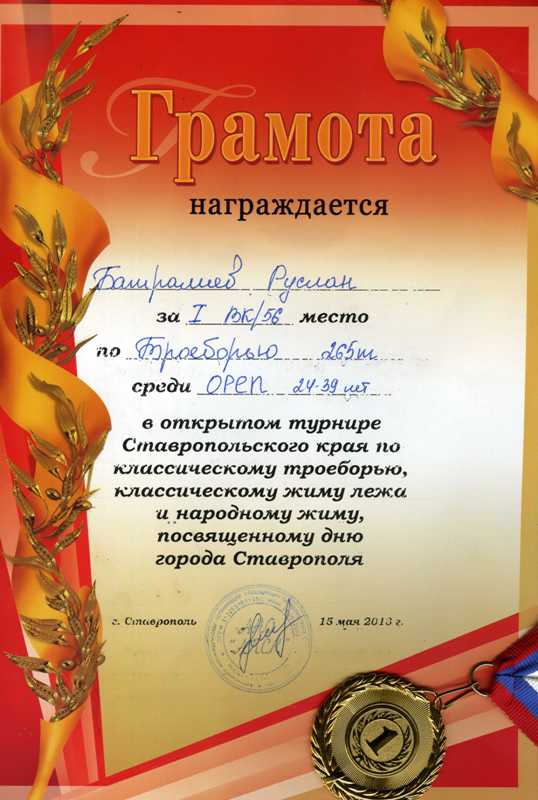 Грамота
награждается
Батралиев Руслан
за I ВК/56 место
по Троеборью 265кг
среди OPEN 24-39 лет
в открытом турнире
Ставропольского края по
классическому троеборью,
классическому жиму лежа
и народному жиму,
посвященному дню
города Ставрополя
г. Ставрополь 15 мая 2013 г.
1